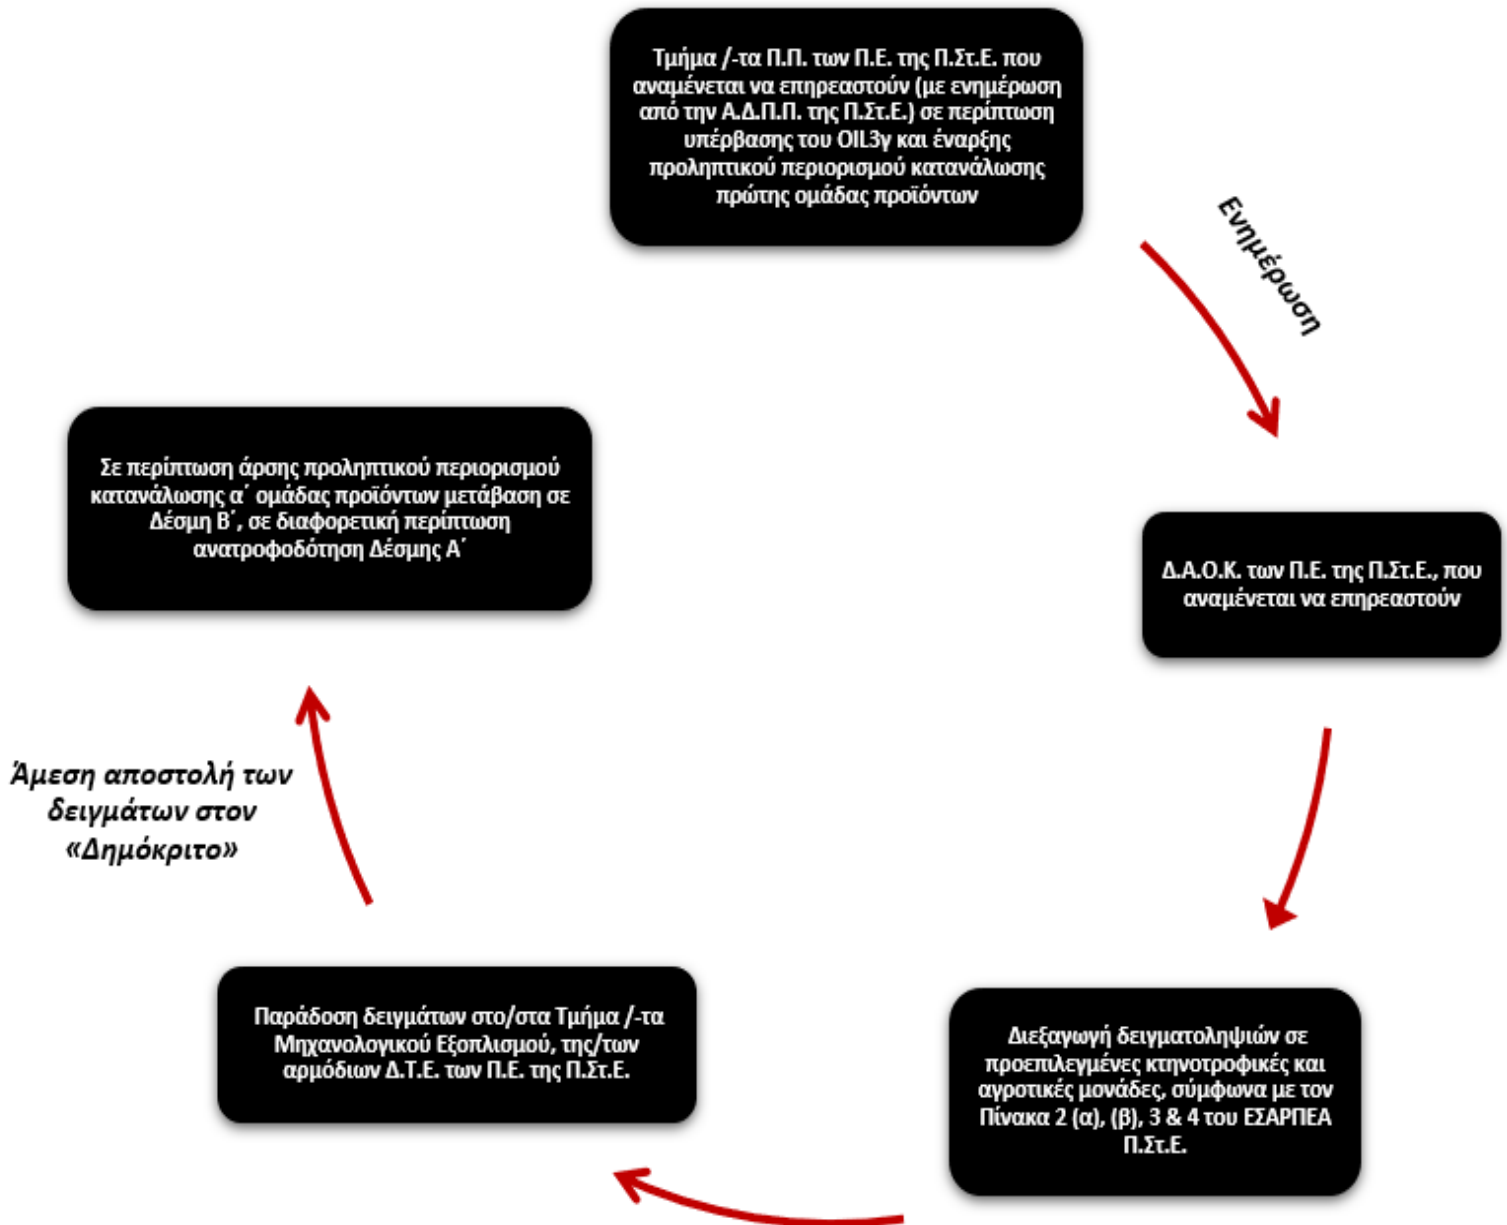 Τμήμα /-τα Π.Π. των Π.Ε. της Π.Στ.Ε. που
αναμένεται να επηρεαστούν (με ενημέρωση
από την Α.Δ.Π.Π. της Π.Στ.Ε.) σε περίπτωση
υπέρβασης του OIL3γ και έναρξης
προληπτικού περιορισμού κατανάλωσης
πρώτης ομάδας προϊόντων
Ενημέρωση
Δ.Α.Ο.Κ. των Π.Ε. της Π.Στ.Ε., που
αναμένεται να επηρεαστούν
Διεξαγωγή δειγματοληψιών σε
προεπιλεγμένες κτηνοτροφικές και
αγροτικές μονάδες, σύμφωνα με τον
Πίνακα 2 (α), (β), 3 & 4 του ΕΣΑΡΠΕΑ
Π.Στ.Ε.
Παράδοση δειγμάτων στο/στα Τμήμα /-τα
Μηχανολογικού Εξοπλισμού, της/των
αρμόδιων Δ.Τ.Ε. των Π.Ε. της Π.Στ.Ε.
Άμεση αποστολή των
δειγμάτων στον
«Δημόκριτο»
Σε περίπτωση άρσης προληπτικού περιορισμού
κατανάλωσης α΄ ομάδας προϊόντων μετάβαση σε
Δέσμη Β΄, σε διαφορετική περίπτωση
ανατροφοδότηση Δέσμης Α΄